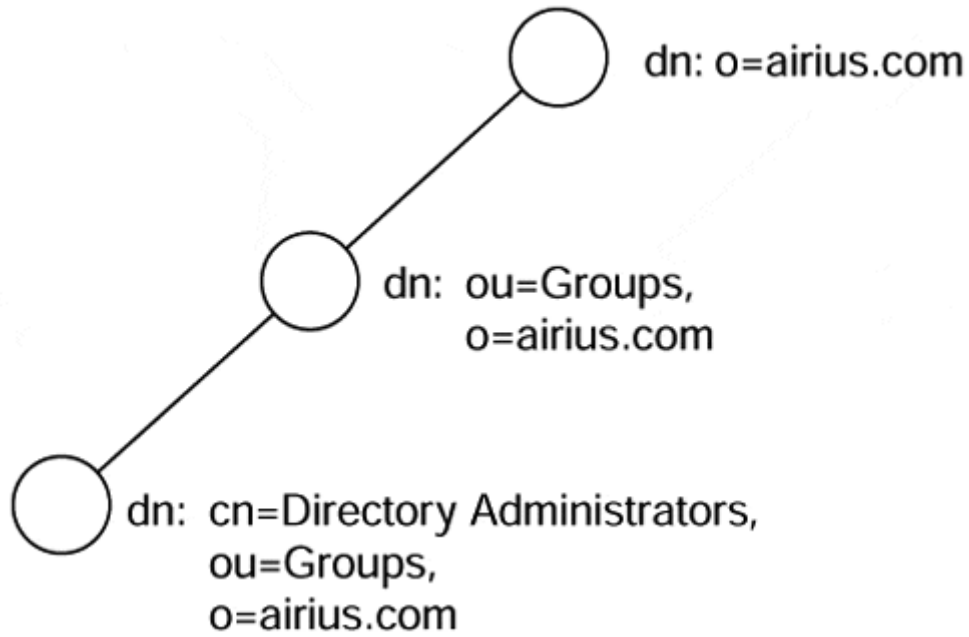 dn: o=airius.com
dn: ou=Groups,
o=airius.com
dn: cn=Directory Administrators,
ou=Groups,
o=airius.com